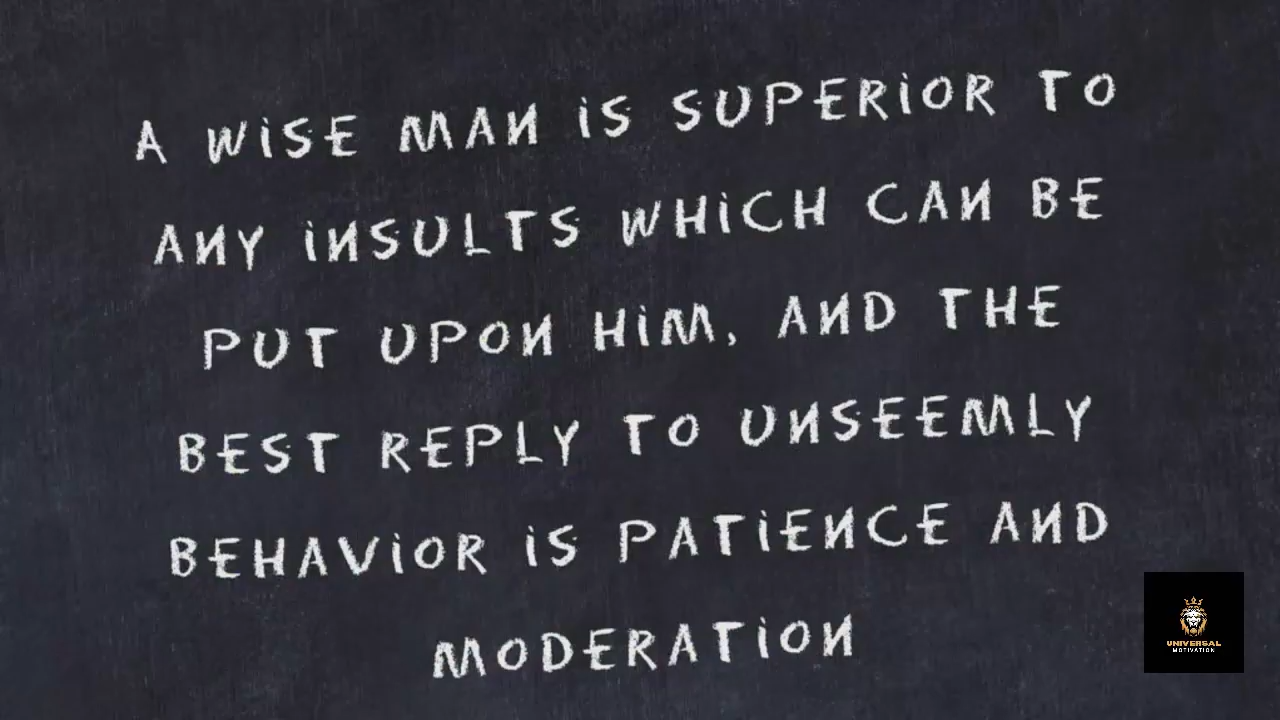 A WiSE MAN iS SUPERiOR TO
ANY iNSULTS WHiCH CAN BE
PUT UPON HiM, AND THE
BEST REPLY TO UNSEEMLY
BEHAViOR iS PATiENCE AND
MODERATiON
UNIVERSAL
MOTIVATION